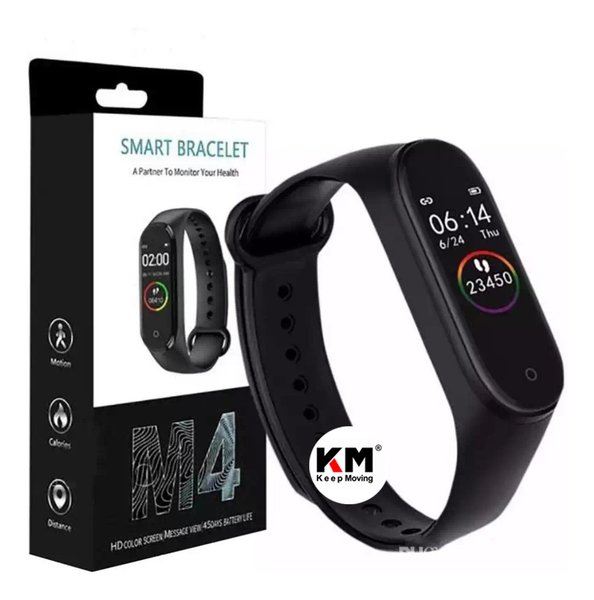 SMART BRACELET
A Partner To Monitor Your Health
02:00
06410
Motion
Calories
Distance
M4
HD COLOR SCREEN MESSAGE VIEW 45DAYS BATTERY LIFE
06:14
6/24 Thu
23450
KM®
Keep Moving